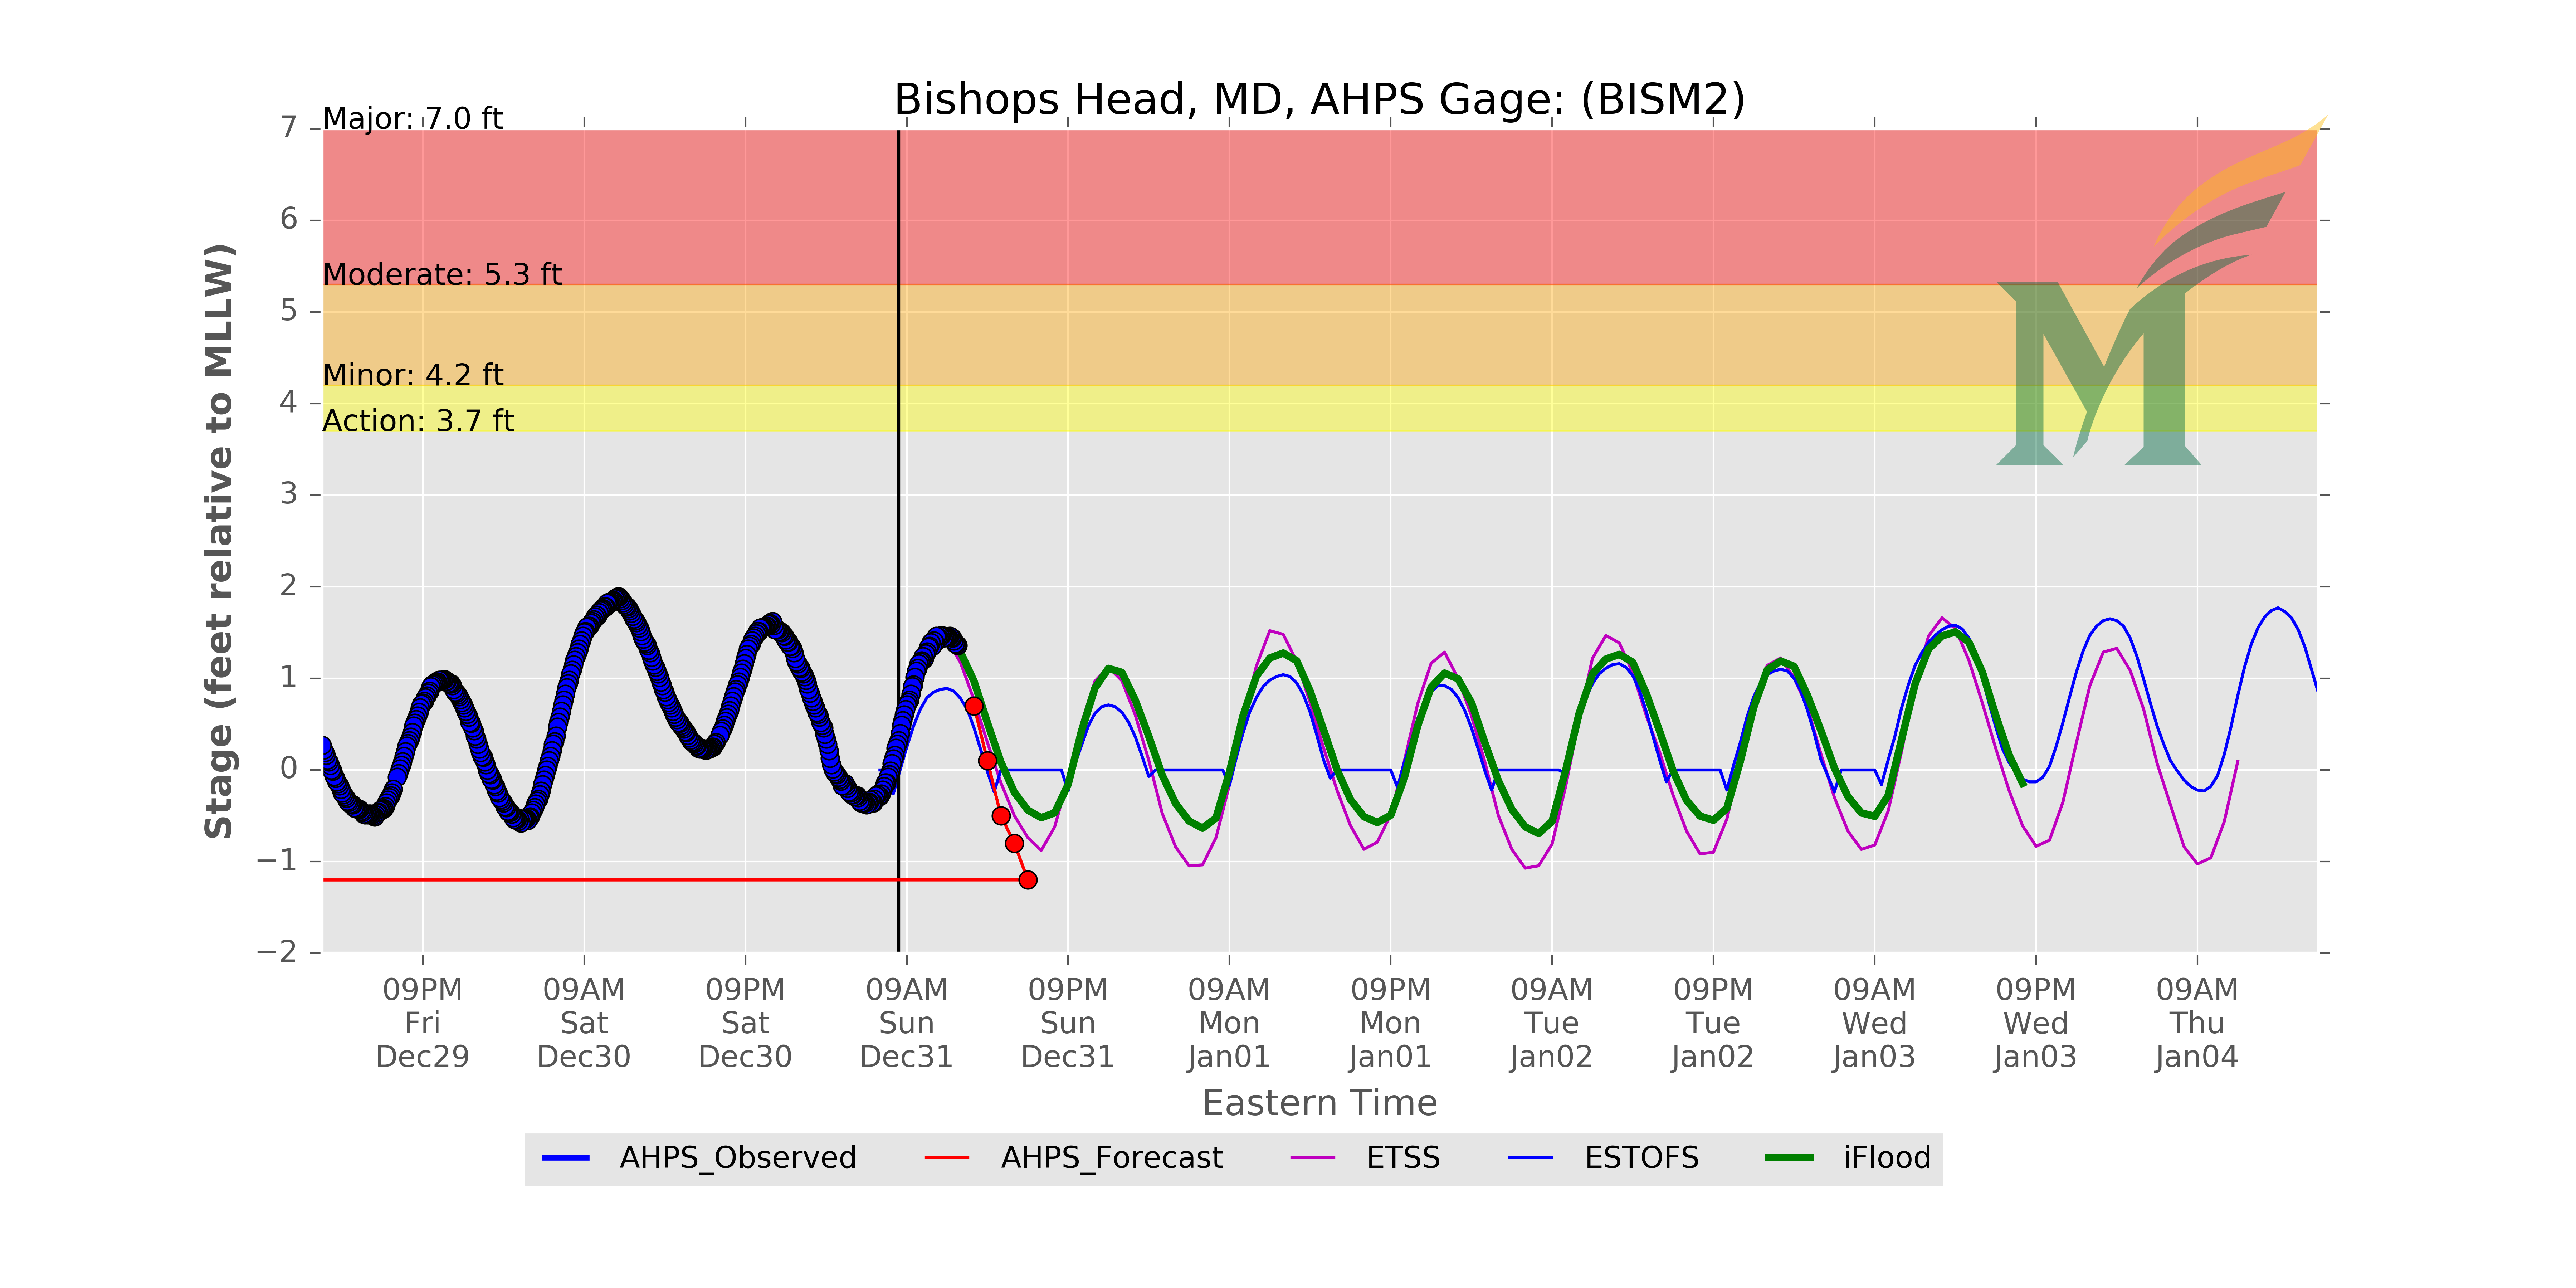 Bishops Head, MD, AHPS Gage: (BISM2)
Major: 7.0 ft
Moderate: 5.3 ft
Minor: 4.2 ft
Action: 3.7 ft
Stage (feet relative to MLLW)
7
6
5
4
3
2
1
0
−1
−2
09PM Fri Dec29
09AM Sat Dec30
09PM Sat Dec30
09AM Sun Dec31
09PM Sun Dec31
09AM Mon Jan01
09PM Mon Jan01
09AM Tue Jan02
09PM Tue Jan02
09AM Wed Jan03
09PM Wed Jan03
09AM Thu Jan04
Eastern Time
AHPS_Observed
AHPS_Forecast
ETSS
ESTOFS
iFlood
M